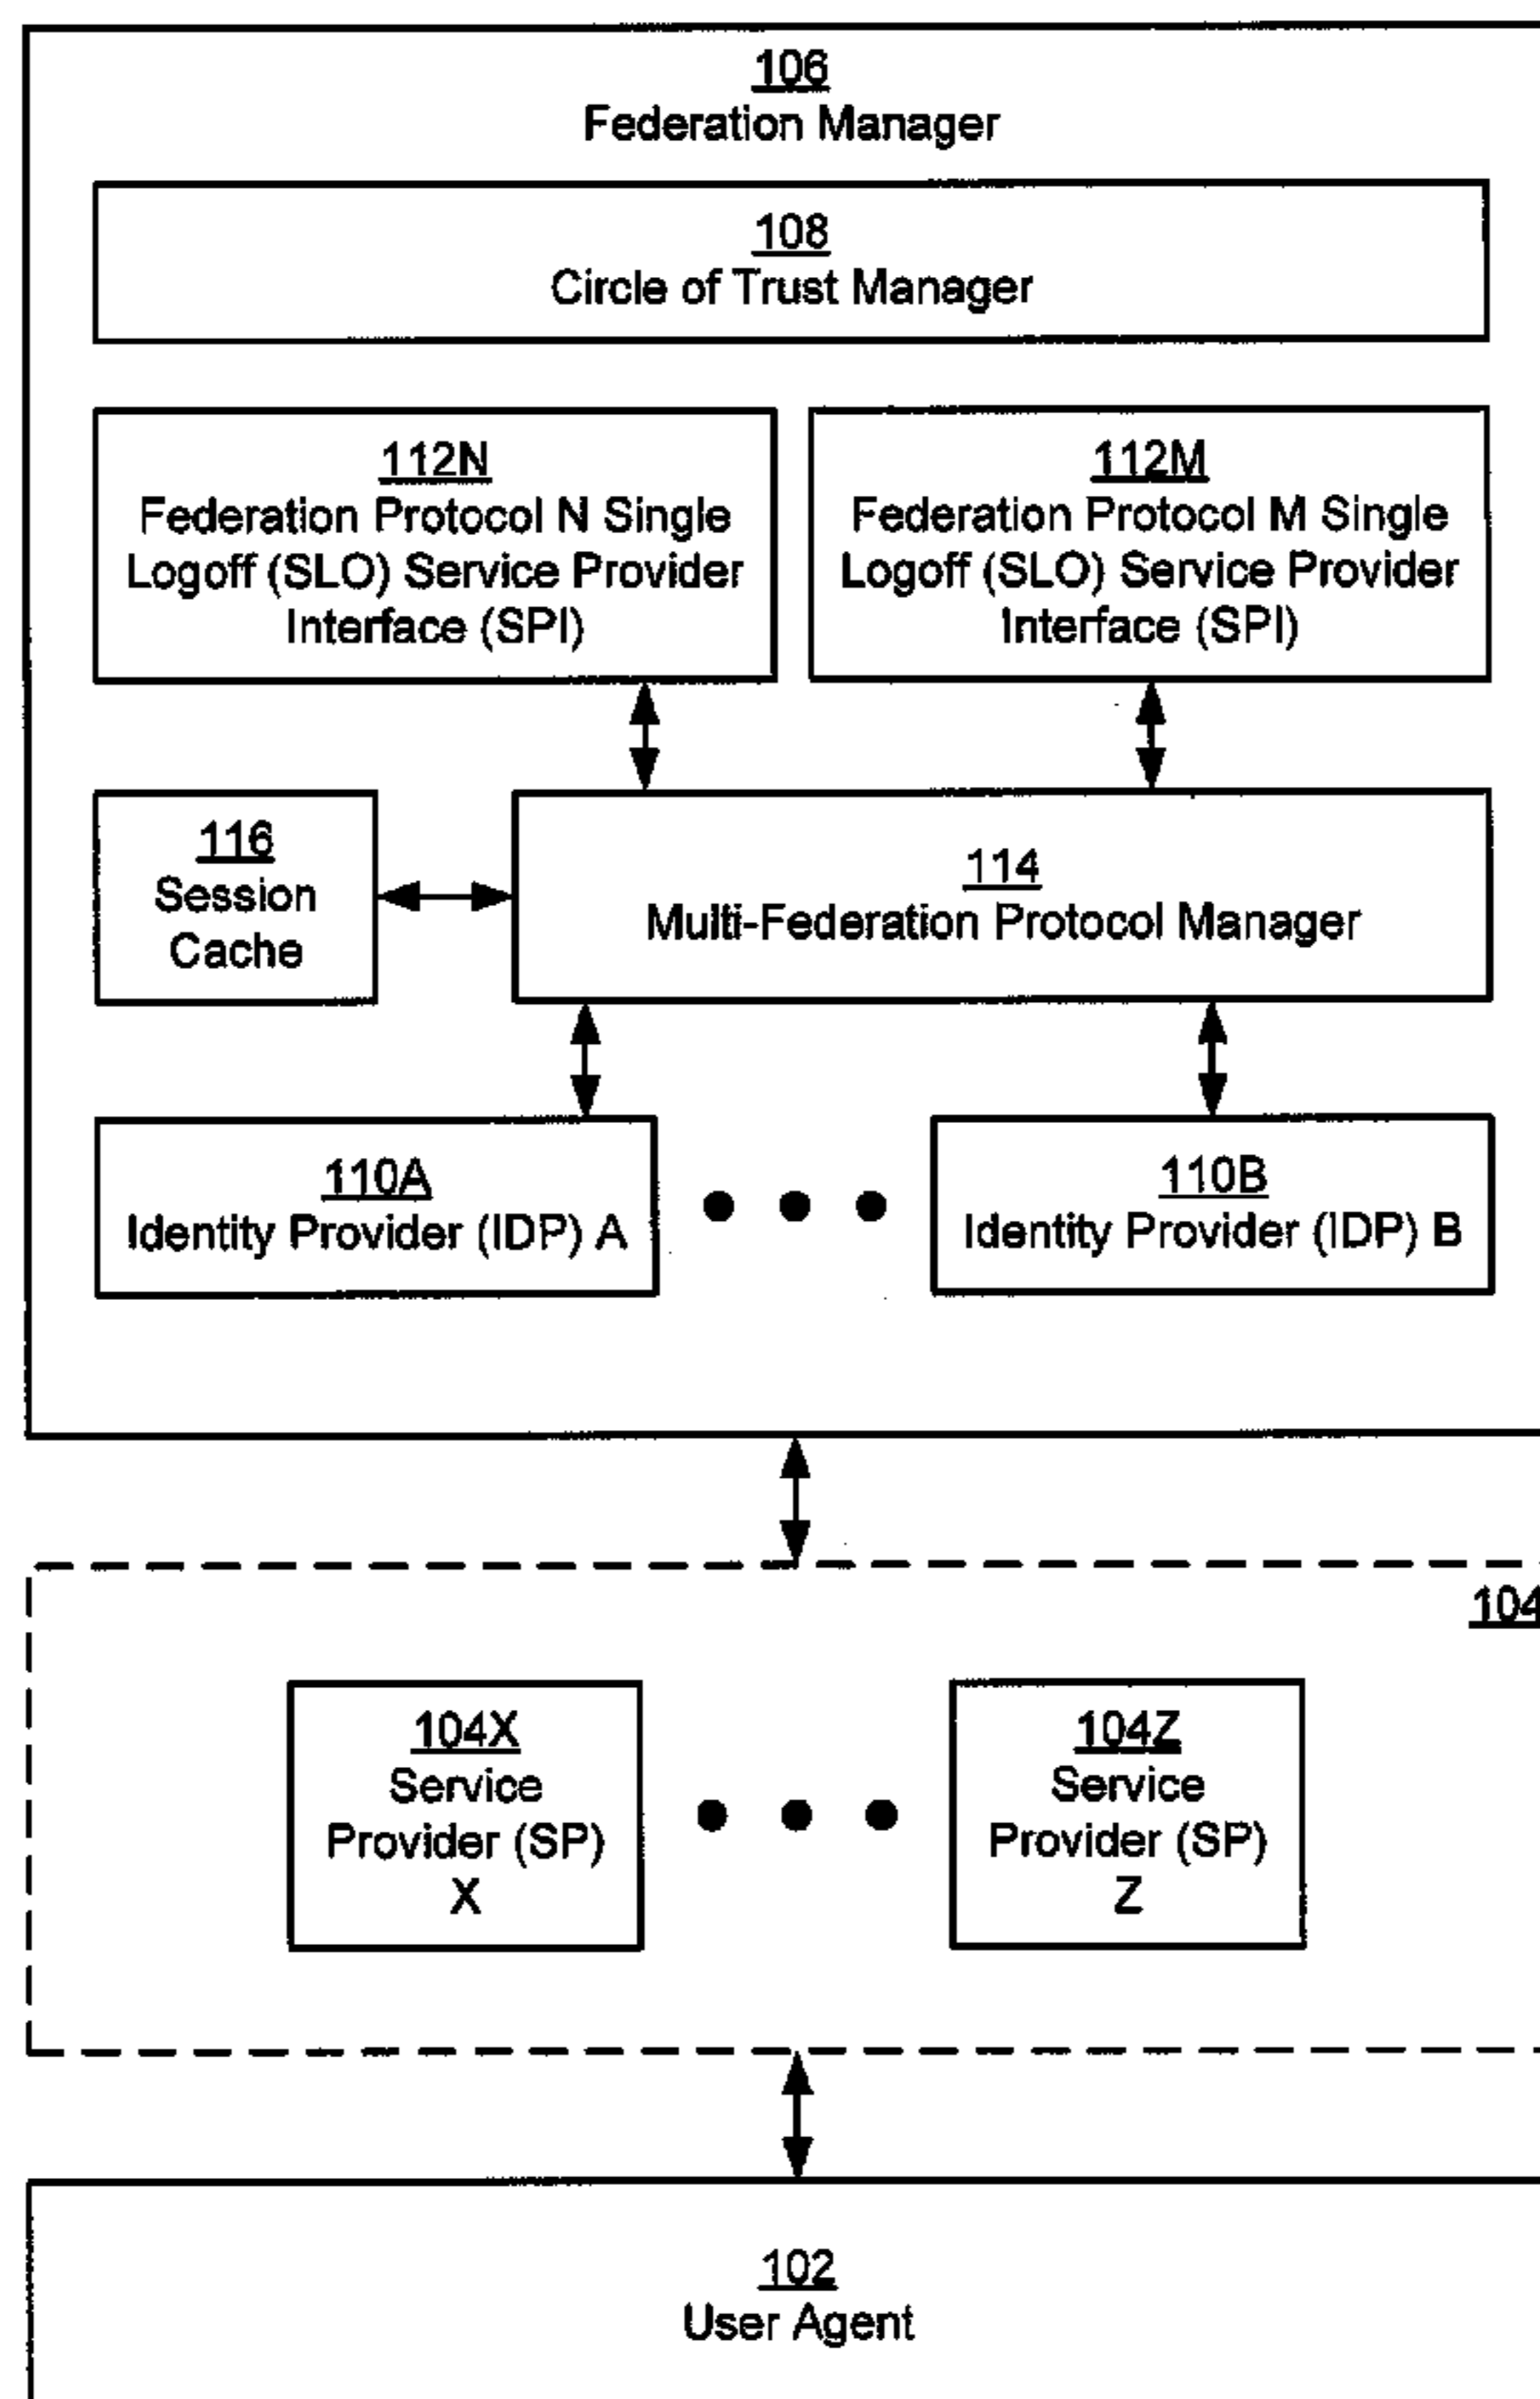 106
Federation Manager
108
Circle of Trust Manager
112N
Federation Protocol N Single
Logoff (SLO) Service Provider
Interface (SPI)
112M
Federation Protocol M Single
Logoff (SLO) Service Provider
Interface (SPI)
116
Session
Cache
114
Multi-Federation Protocol Manager
110A
Identity Provider (IDP) A
110B
Identity Provider (IDP) B
104
104X
Service
Provider (SP)
X
104Z
Service
Provider (SP)
Z
102
User Agent